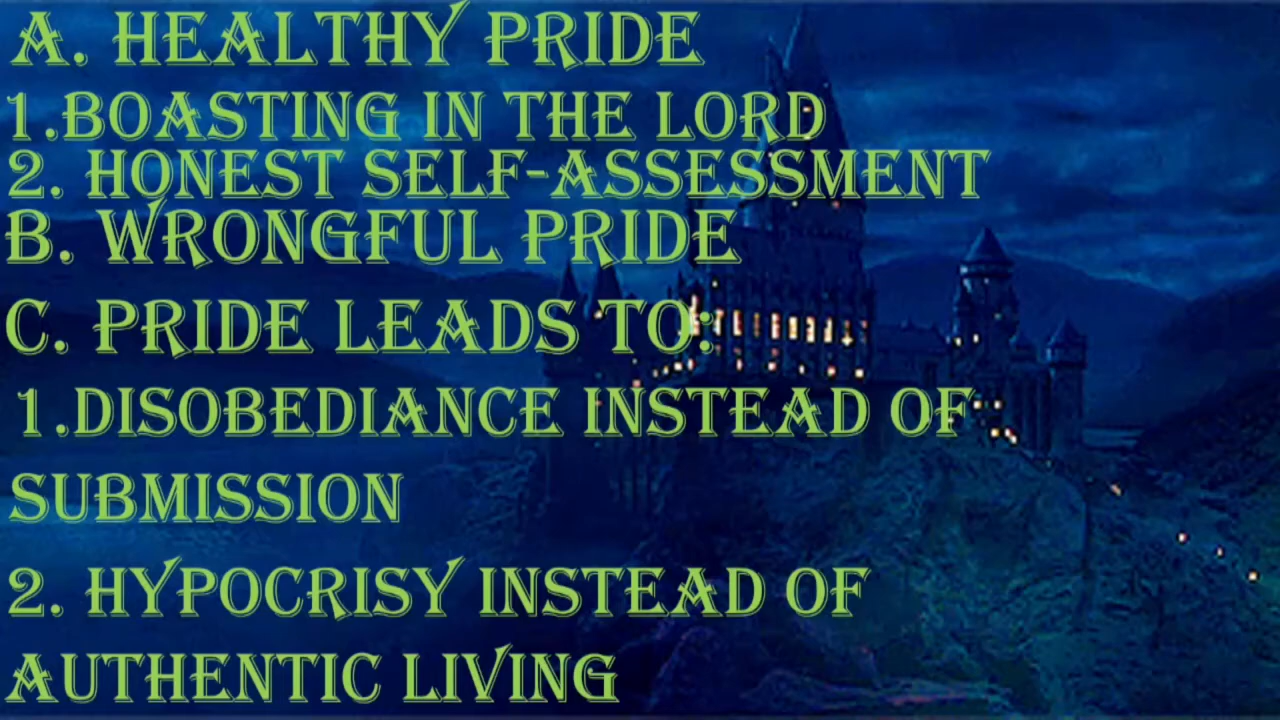 A. HEALTHY PRIDE
1.BOASTING IN THE LORD
2. HONEST SELF-ASSESSMENT
B. WRONGFUL PRIDE
C. PRIDE LEADS TO:
1.DISOBEDIANCE INSTEAD OF
SUBMISSION
2. HYPOCRISY INSTEAD OF
AUTHENTIC LIVING